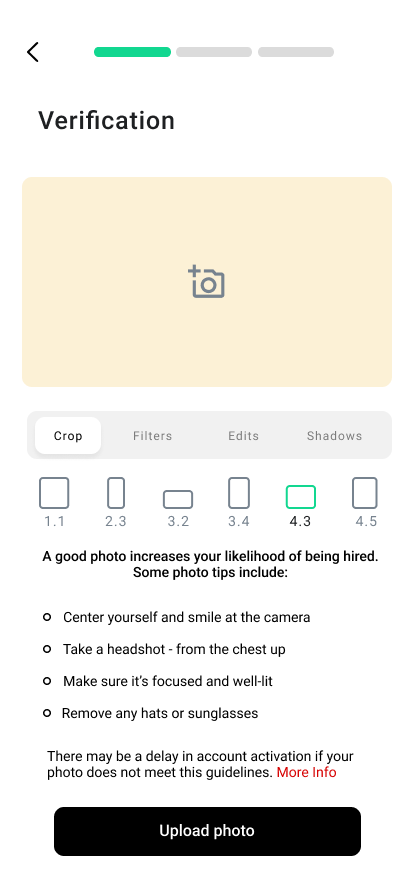 Verification
Crop Filters Edits Shadows
1.1 2.3 3.2 3.4 4.3 4.5
A good photo increases your likelihood of being hired.
Some photo tips include:
Center yourself and smile at the camera
Take a headshot - from the chest up
Make sure it's focused and well-lit
Remove any hats or sunglasses
There may be a delay in account activation if your
photo does not meet this guidelines. More Info
Upload photo